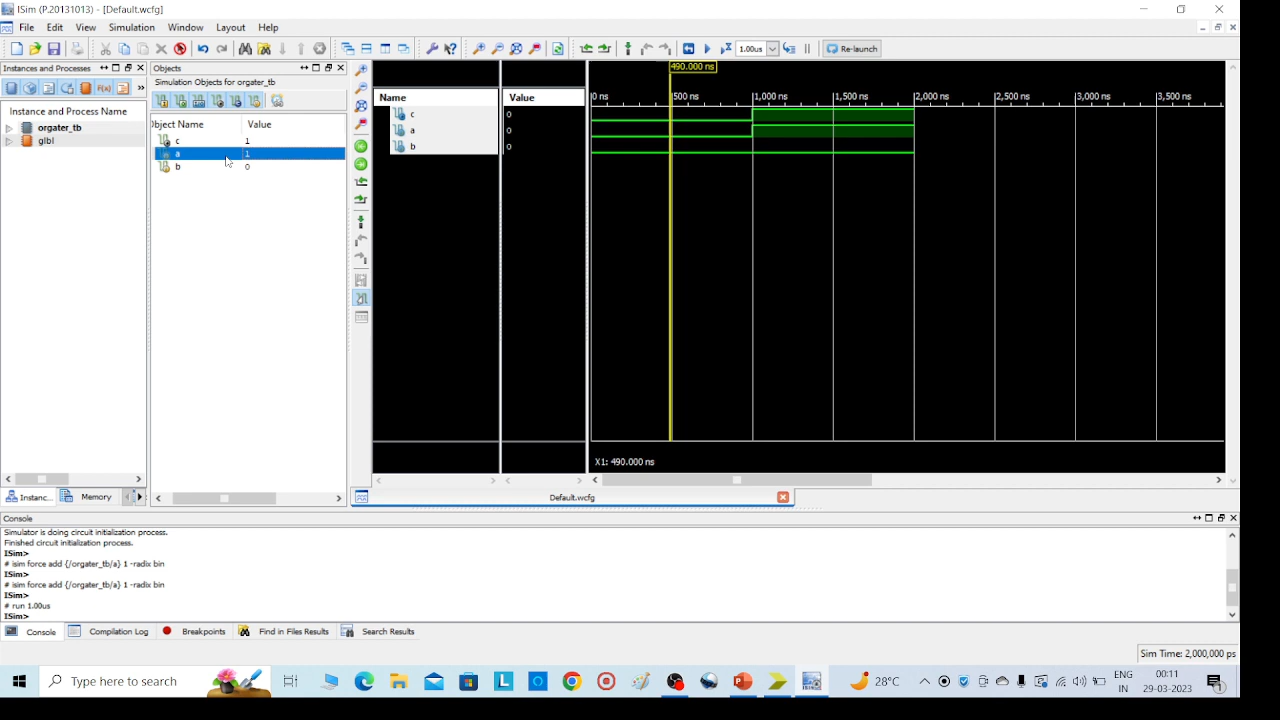 ISim (P.20131013) - [Default.wcfg]
File Edit View Simulation Window Layout Help
1.00us
Re-launch
Instances and Processes
Objects
Simulation Objects for orgater_tb
Instance and Process Name
orgater_tb
glbl
Object Name Value
c 1
a 1
b 0
Name Value
c 0
a 0
b 0
490.000 ns
0 ns 500 ns 1,000 ns 1,500 ns 2,000 ns 2,500 ns 3,000 ns 3,500 ns
X1: 490.000 ns
Instanc... Memory
Default.wcfg
Console
Simulator is doing circuit initialization process.
Finished circuit initialization process.
ISim>
# isim force add {/orgater_tb/a} 1 -radix bin
ISim>
# isim force add {/orgater_tb/a} 1 -radix bin
ISim>
# run 1.00us
ISim>
Console Compilation Log Breakpoints Find in Files Results Search Results
Sim Time: 2,000,000 ps
Type here to search
28°C
ENG
IN
00:11
29-03-2023